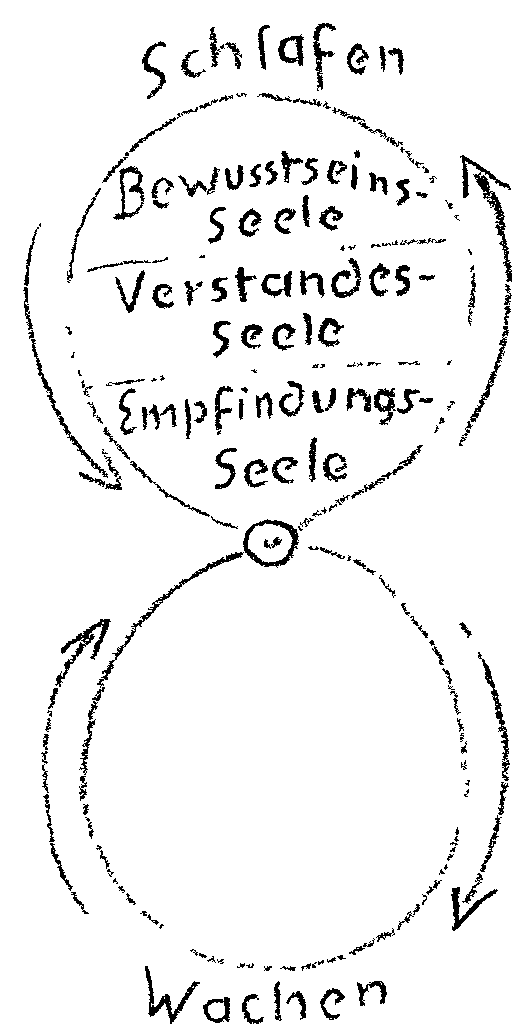 Schlafen
Bewusstseins-
Seele
Verstandes-
Seele
Empfindungs-
Seele
Wachen